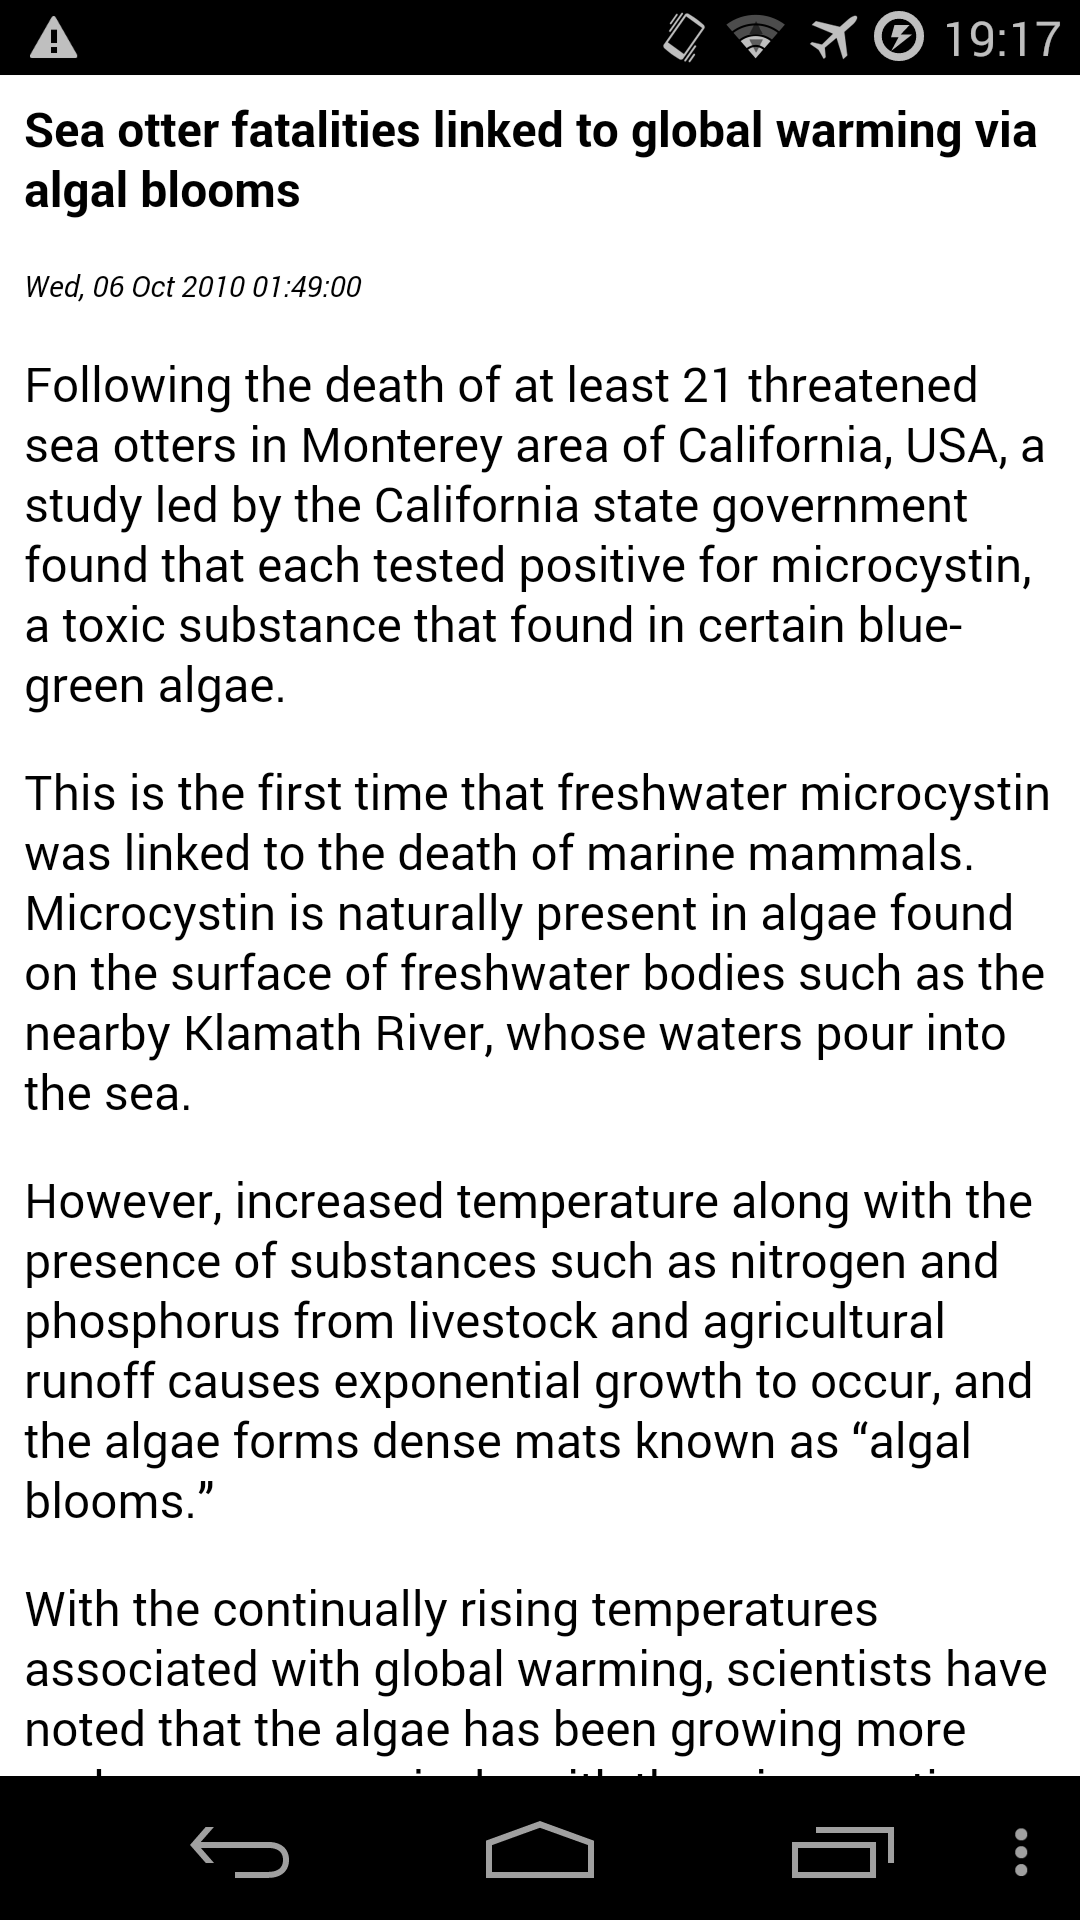 19:17
Sea otter fatalities linked to global warming via
algal blooms
Wed, 06 Oct 2010 01:49:00
Following the death of at least 21 threatened
sea otters in Monterey area of California, USA, a
study led by the California state government
found that each tested positive for microcystin,
a toxic substance that found in certain blue-
green algae.
This is the first time that freshwater microcystin
was linked to the death of marine mammals.
Microcystin is naturally present in algae found
on the surface of freshwater bodies such as the
nearby Klamath River, whose waters pour into
the sea.
However, increased temperature along with the
presence of substances such as nitrogen and
phosphorus from livestock and agricultural
runoff causes exponential growth to occur, and
the algae forms dense mats known as “algal
blooms.”
With the continually rising temperatures
associated with global warming, scientists have
noted that the algae has been growing more